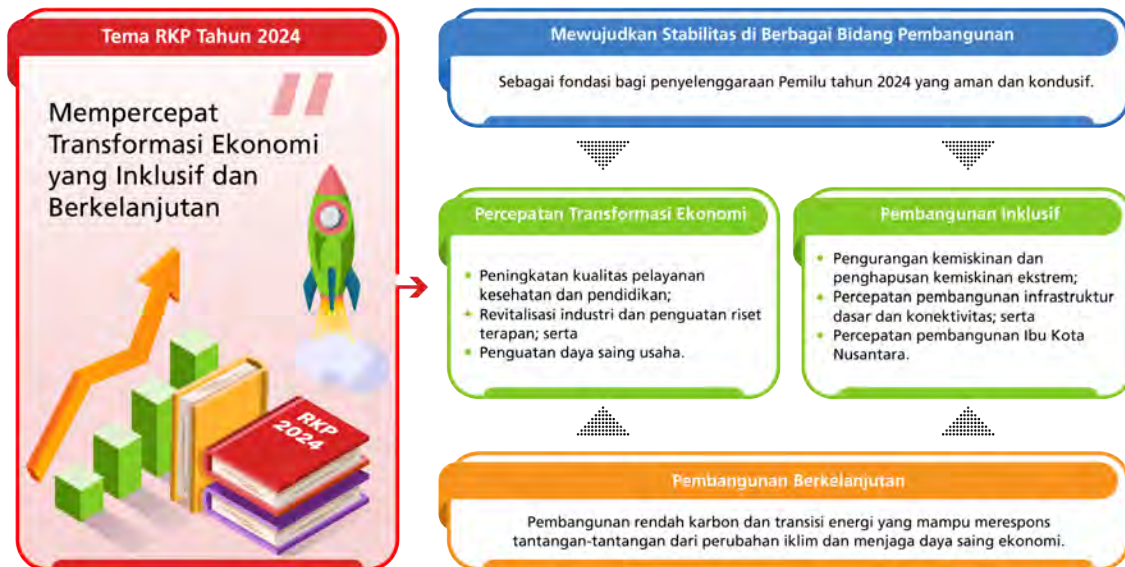 Tema RKP Tahun 2024
Mempercepat
Transformasi Ekonomi
yang Inklusif dan
Berkelanjutan
RKP
2024
Mewujudkan Stabilitas di Berbagai Bidang Pembangunan
Sebagai fondasi bagi penyelenggaraan Pemilu tahun 2024 yang aman dan kondusif.
Percepatan Transformasi Ekonomi
• Peningkatan kualitas pelayanan
kesehatan dan pendidikan;
• Revitalisasi industri dan penguatan riset
terapan; serta
• Penguatan daya saing usaha.
Pembangunan Inklusif
• Pengurangan kemiskinan dan
penghapusan kemiskinan ekstrem;
• Percepatan pembangunan infrastruktur
dasar dan konektivitas; serta
• Percepatan pembangunan Ibu Kota
Nusantara.
Pembangunan Berkelanjutan
Pembangunan rendah karbon dan transisi energi yang mampu merespons
tantangan-tantangan dari perubahan iklim dan menjaga daya saing ekonomi.